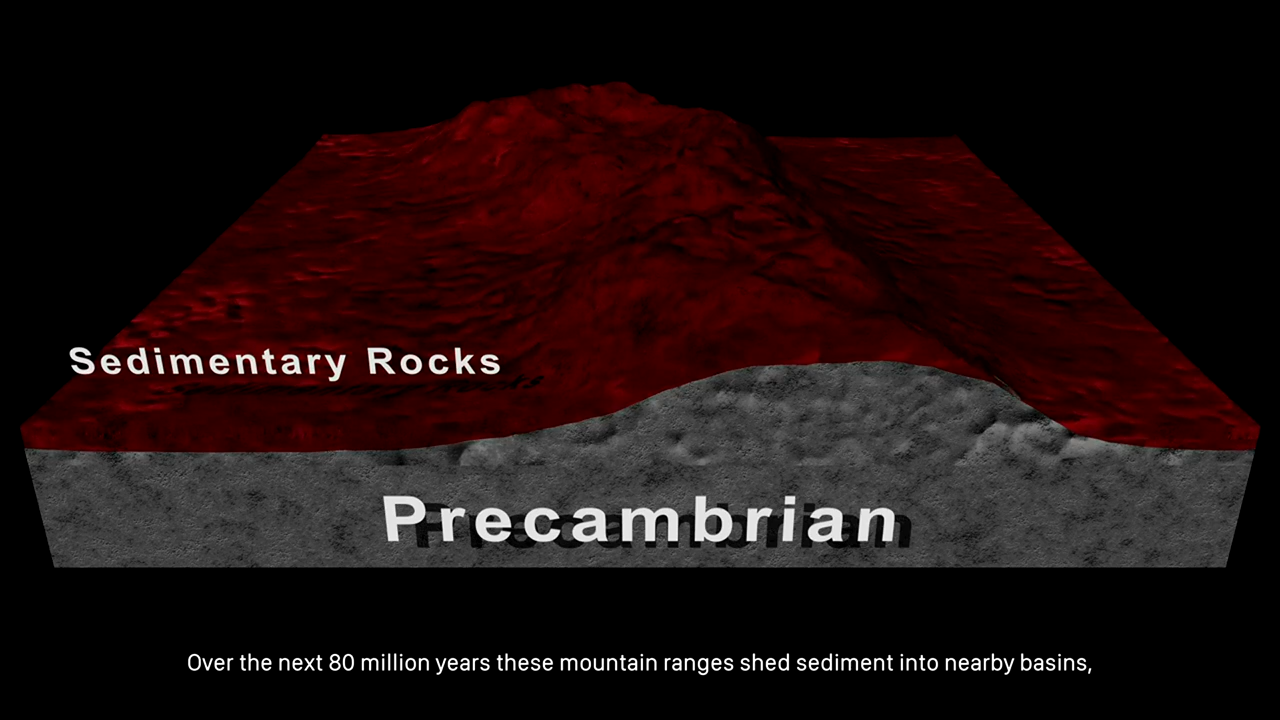 Sedimentary Rocks
Precambrian
Over the next 80 million years these mountain ranges shed sediment into nearby basins,